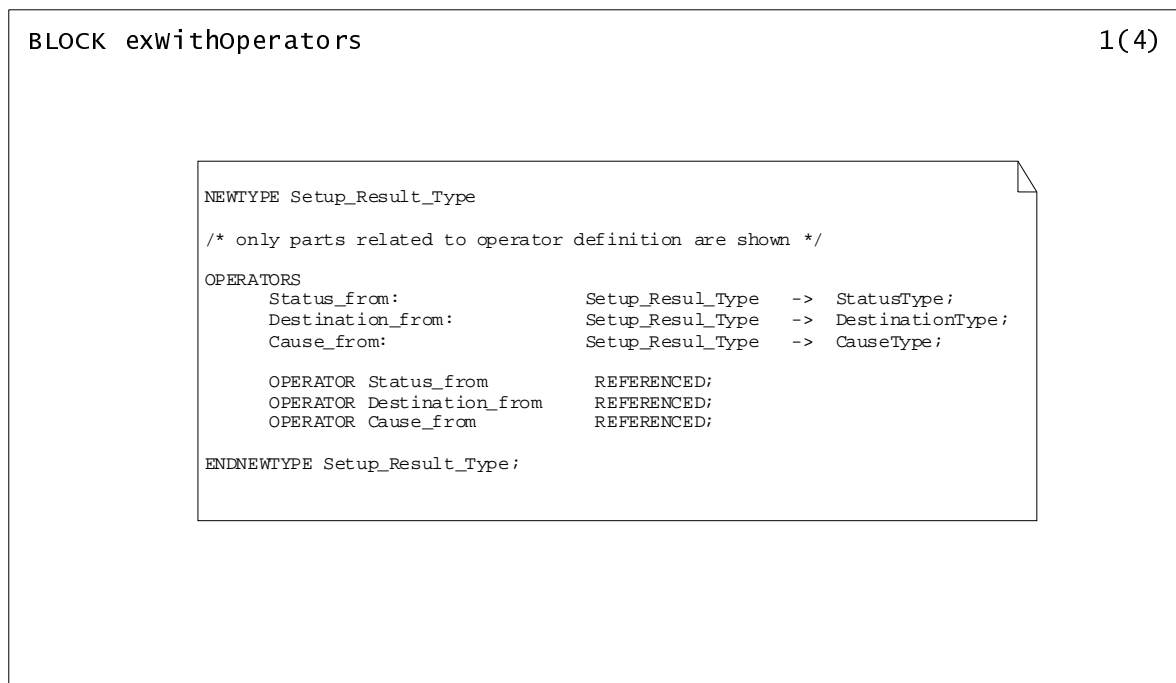 BLOCK exWithOperators 1(4)
NEWTYPE Setup_Result_Type
/* only parts related to operator definition are shown */
OPERATORS
Status_from: Setup_Resul_Type -> StatusType;
Destination_from: Setup_Resul_Type -> DestinationType;
Cause_from: Setup_Resul_Type -> CauseType;
OPERATOR Status_from REFERENCED;
OPERATOR Destination_from REFERENCED;
OPERATOR Cause_from REFERENCED;
ENDNEWTYPE Setup_Result_Type;